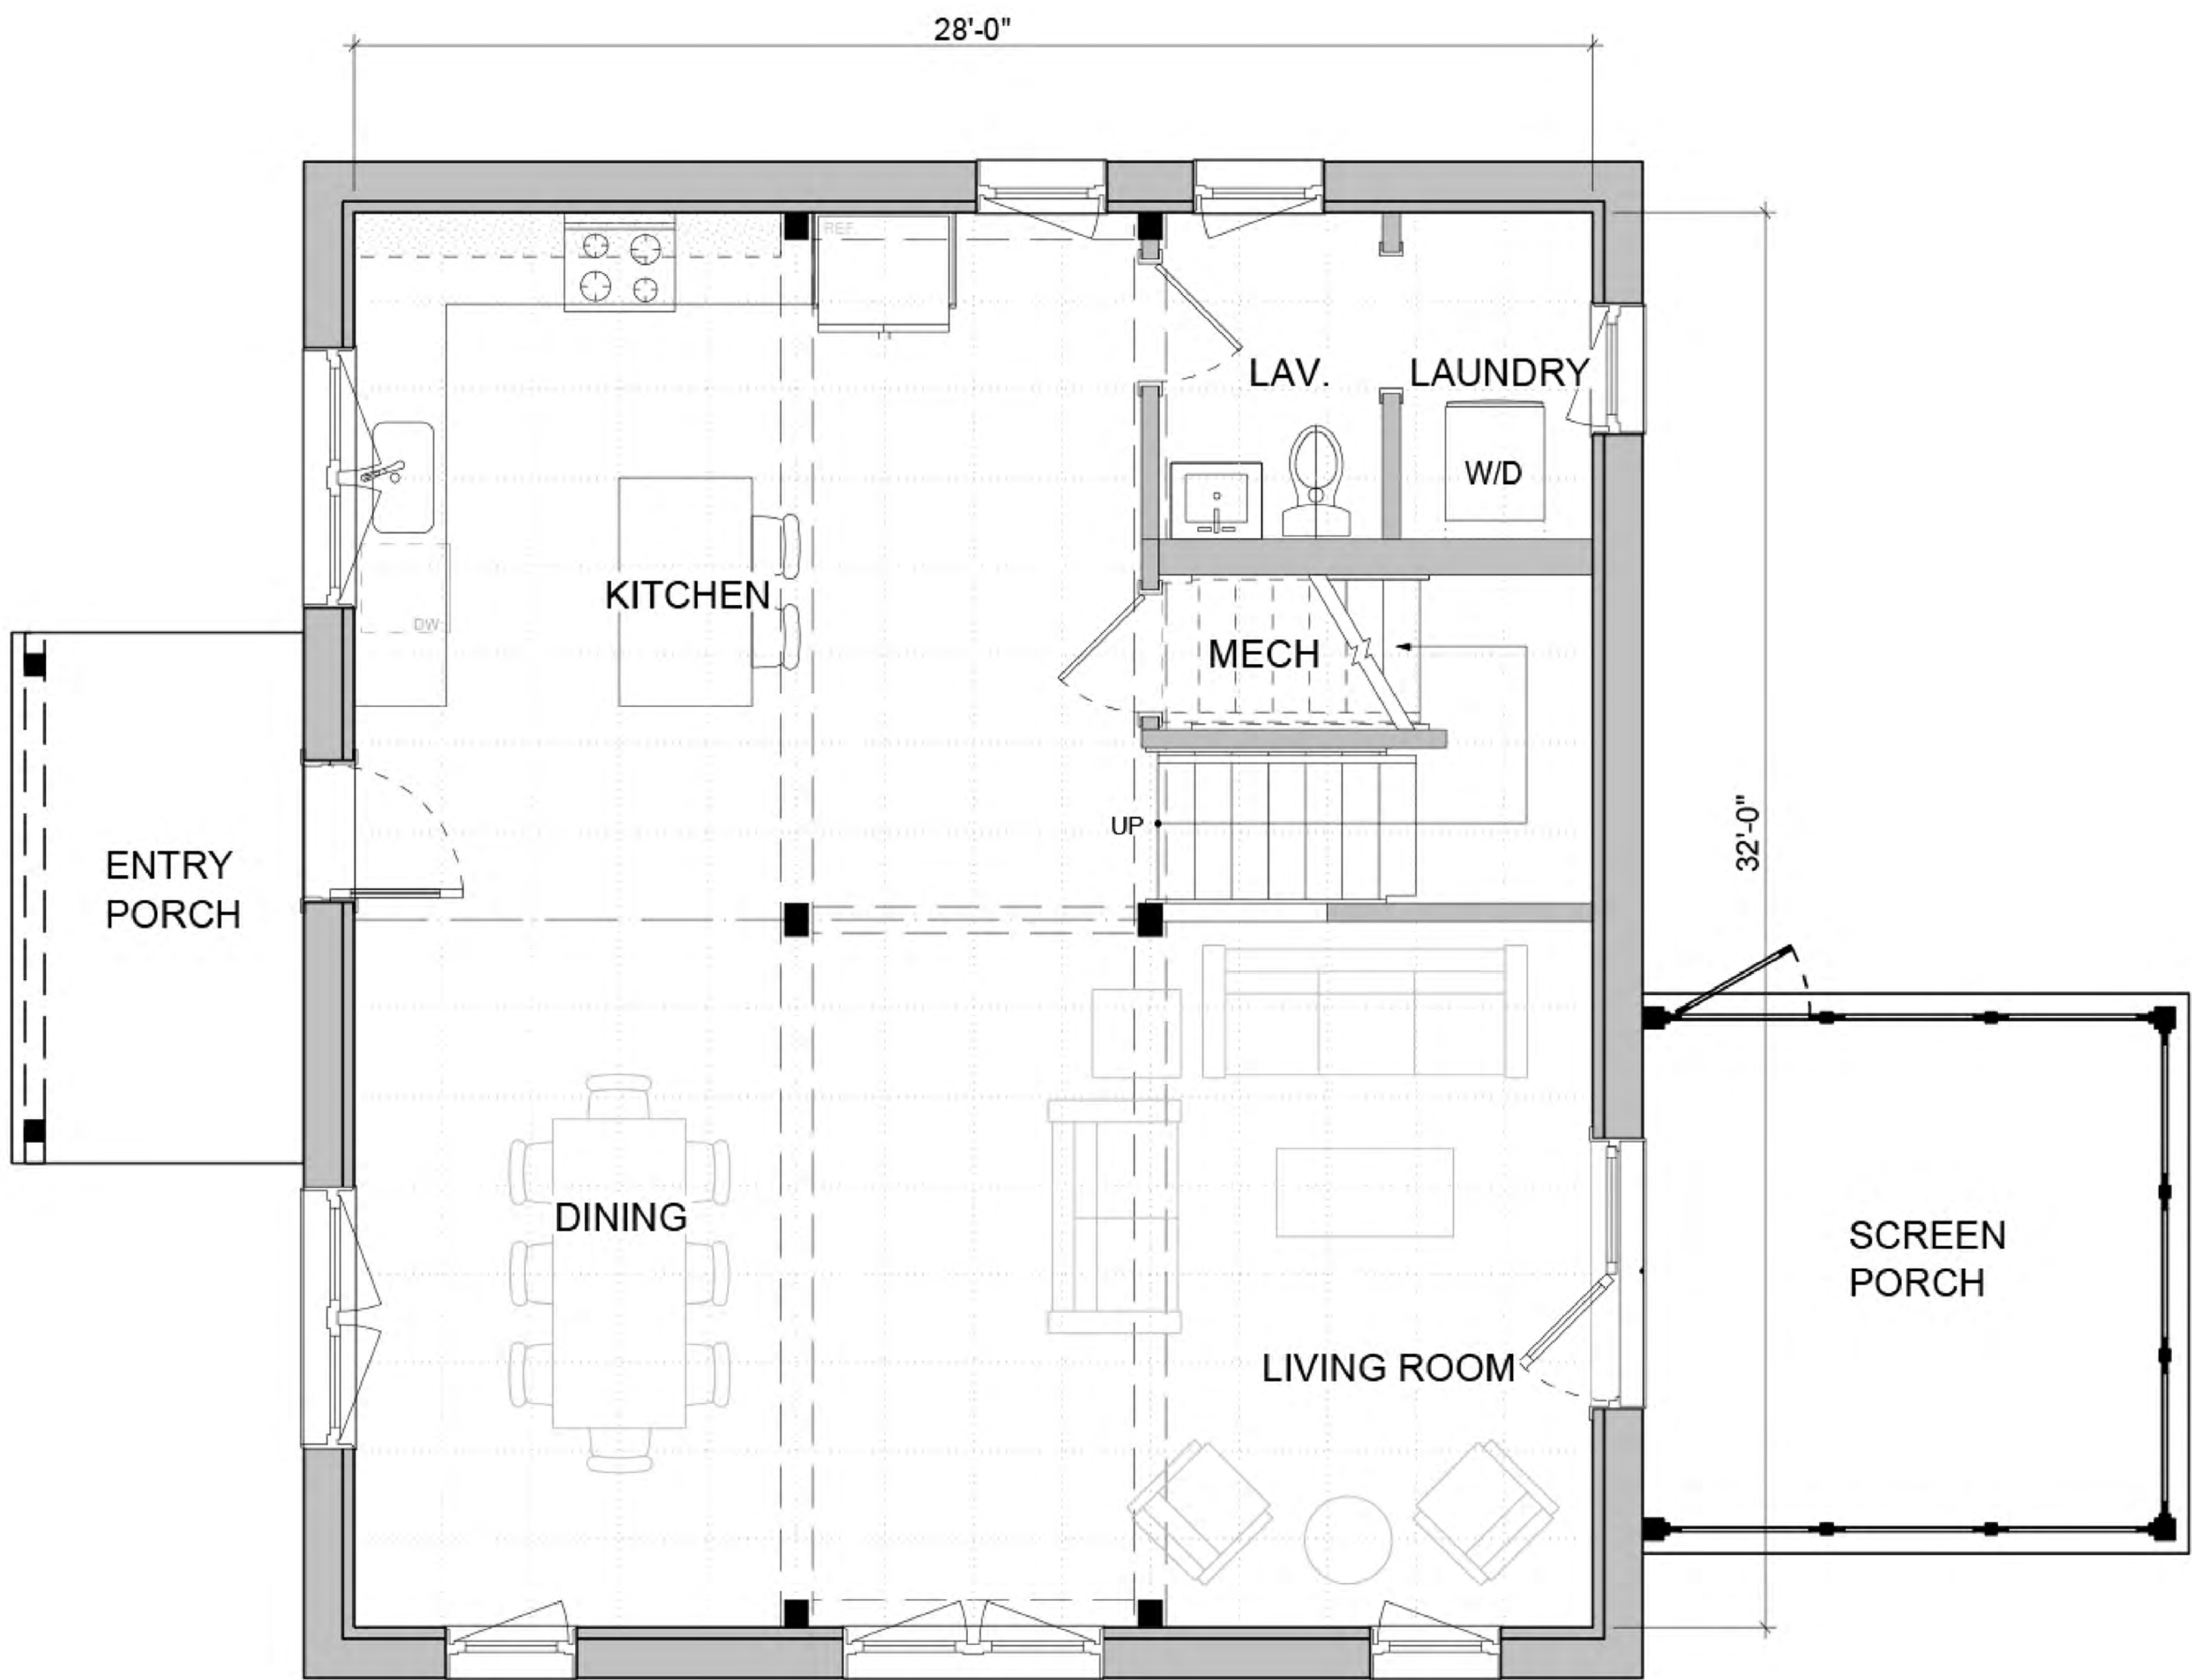 28'-0"
REF.
LAV.
LAUNDRY
W/D
KITCHEN
DW
MECH
UP
ENTRY
PORCH
32'-0"
DINING
SCREEN
PORCH
LIVING ROOM